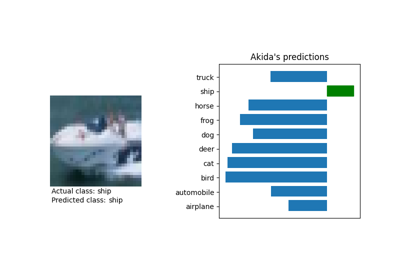 Akida's predictions
truck
ship
horse
frog
dog
deer
cat
bird
automobile
airplane
Actual class: ship
Predicted class: ship